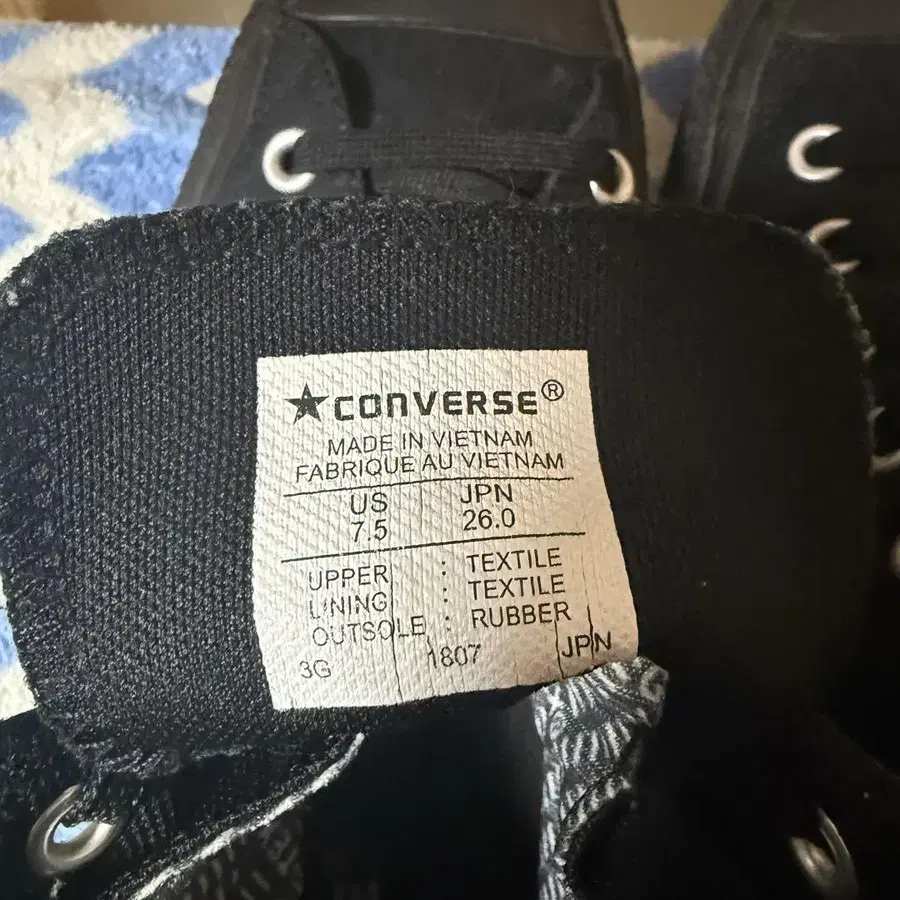 ★CONVERSE®
MADE IN VIETNAM
FABRIQUE AU VIETNAM
US JPN
7.5 26.0
UPPER : TEXTILE
LINING : TEXTILE
OUTSOLE : RUBBER
3G 1807 JPN